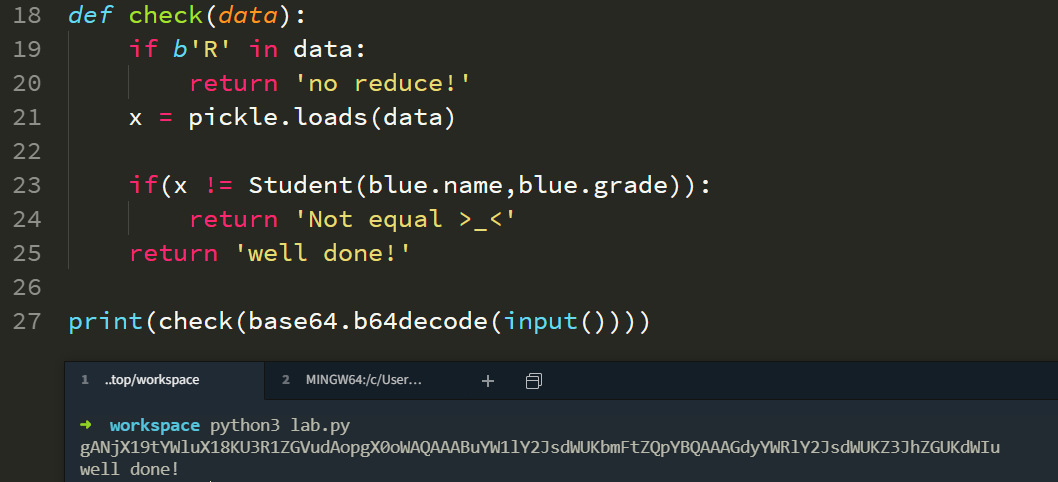 18 def check(data):
19 if b'R' in data:
20 return 'no reduce!'
21 x = pickle.loads(data)
22
23 if(x != Student(blue.name,blue.grade)):
24 return 'Not equal >_<'
25 return 'well done!'
26
27 print(check(base64.b64decode(input())))
1 ..top/workspace 2 MINGW64:/c/User... +
➜ workspace python3 lab.py
gANjX19tYWluX18KU3R1ZGVudAopgX0oWAQAAABuYW1lY2JsdWUKbmFtZQpYBQAAAGdyYWRlY2JsdWUKZ3JhZGUKdWIu
well done!